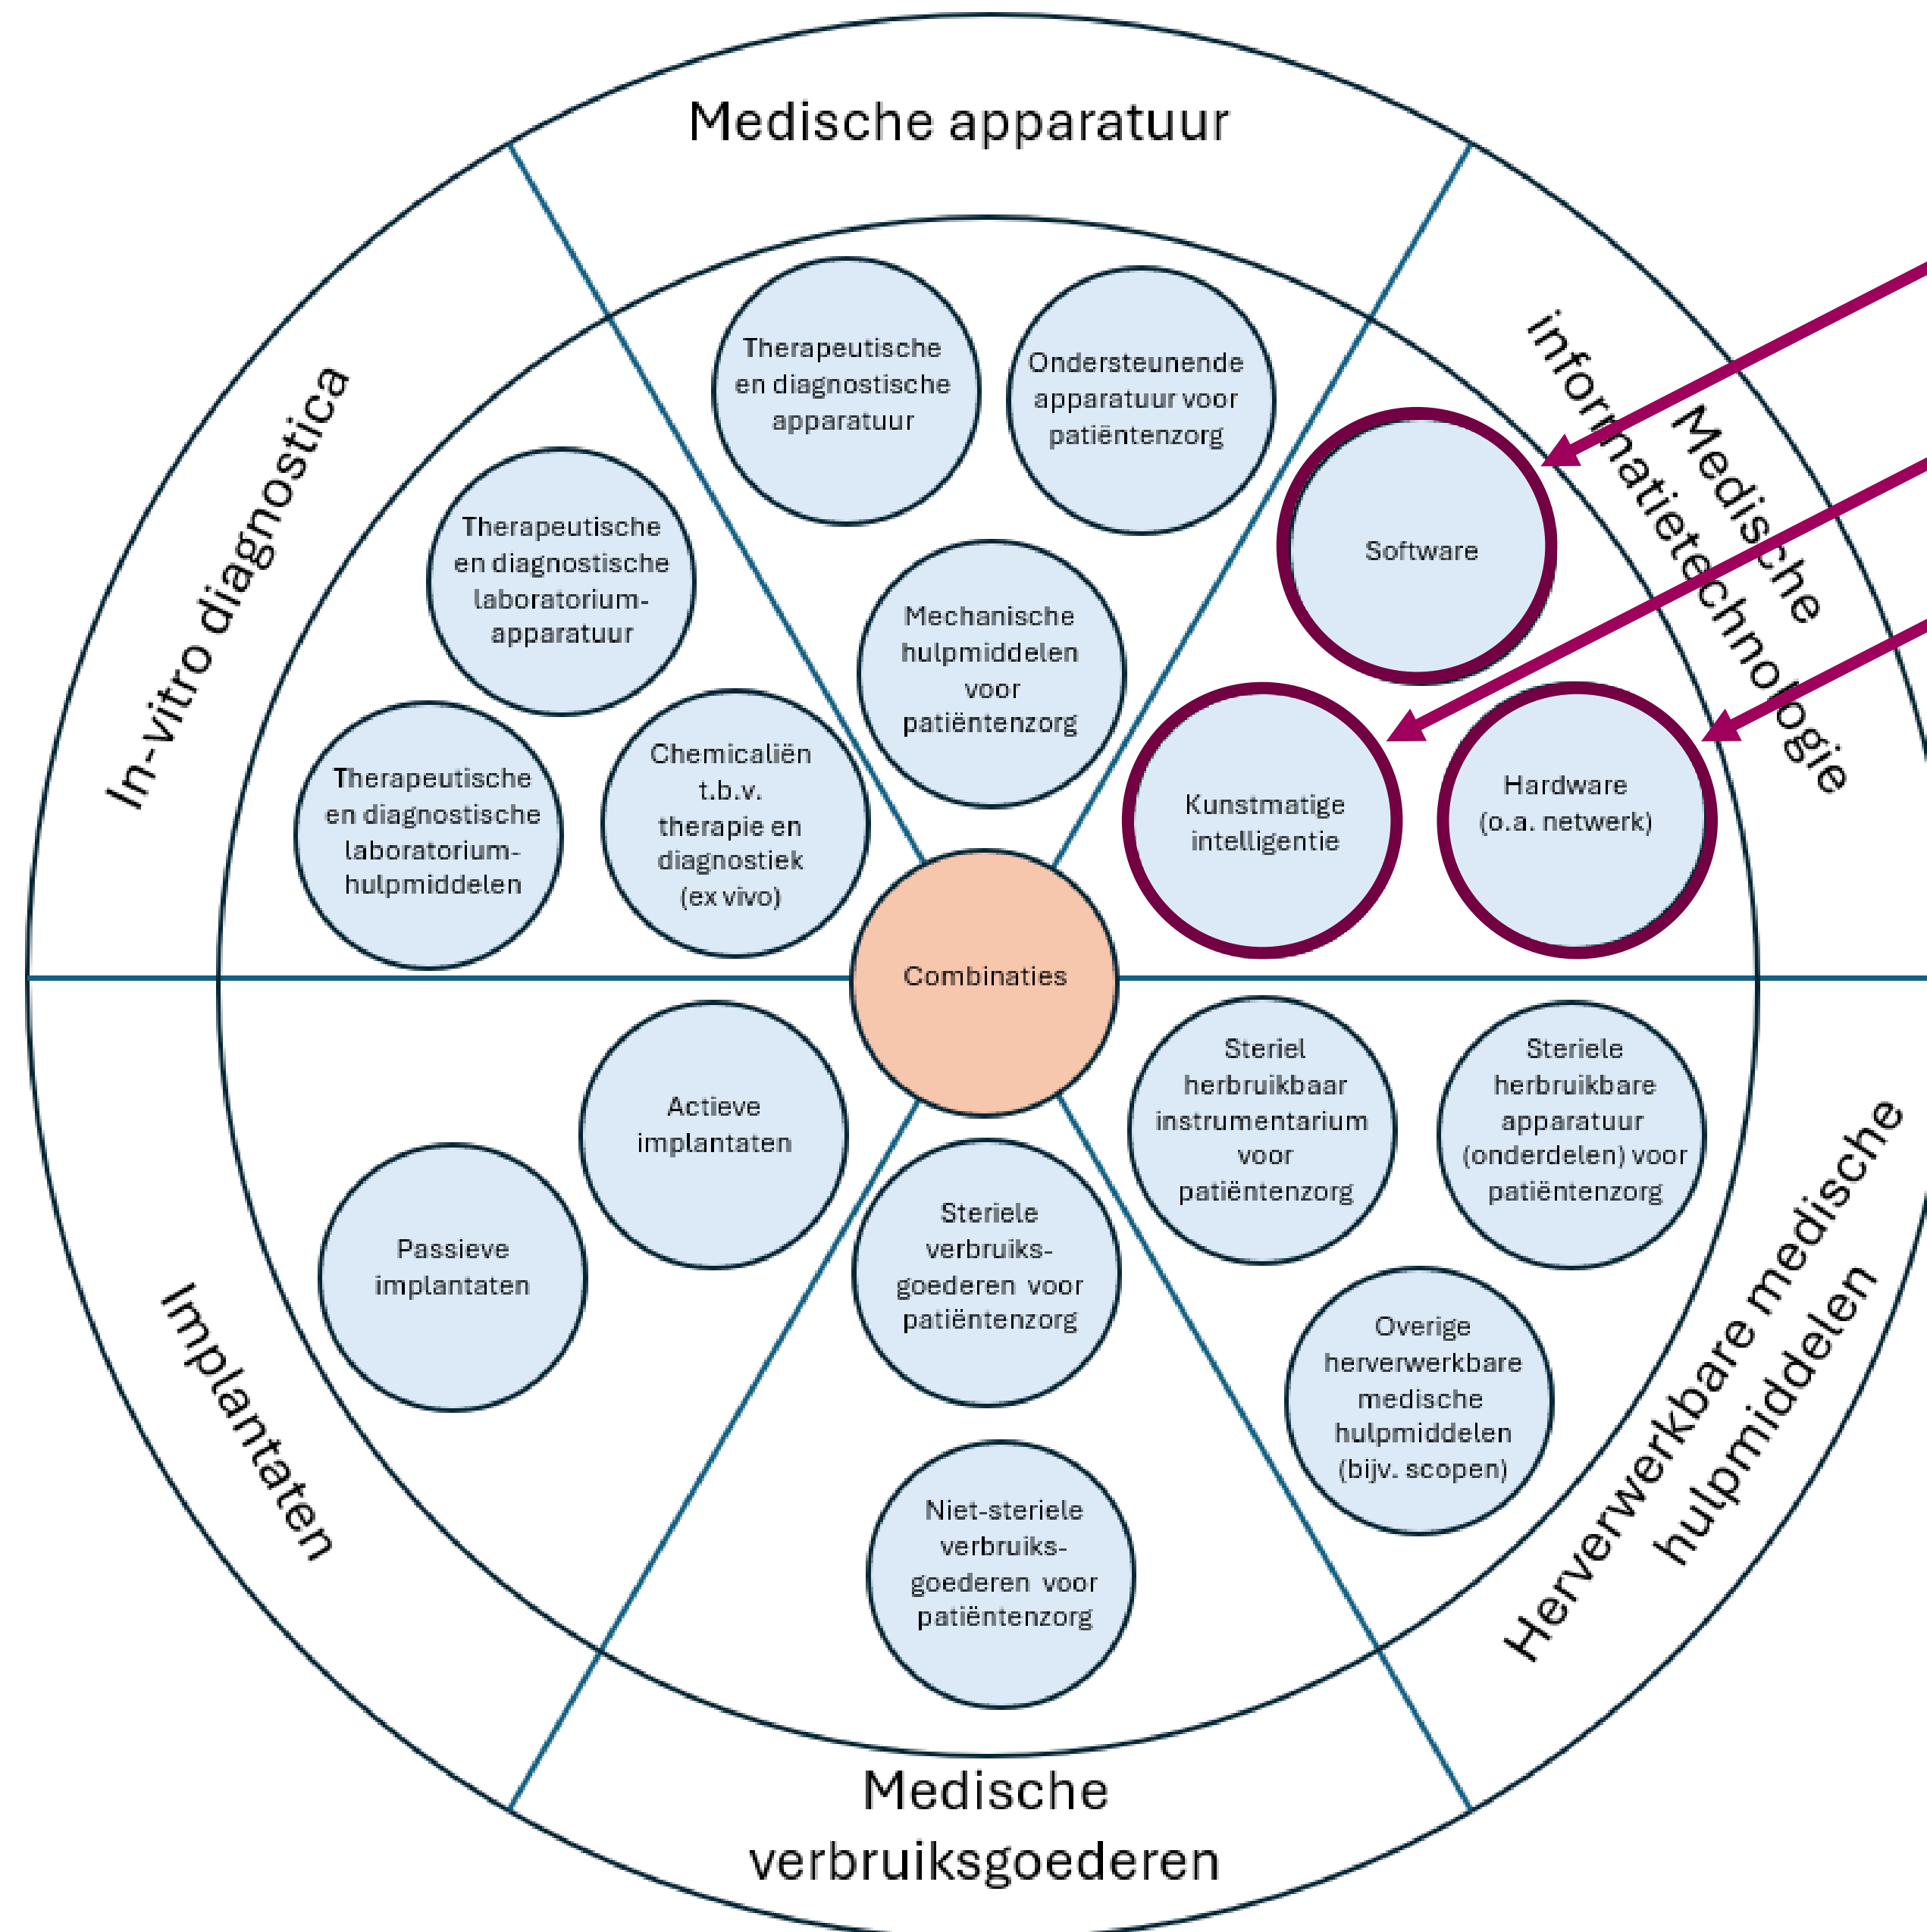 Medische apparatuur
Therapeutische
en diagnostische
apparatuur
Ondersteunende
apparatuur voor
patiëntenzorg
Mechanische
hulpmiddelen
voor
patiëntenzorg
Medische
informatietechnologie
Software
Kunstmatige
intelligentie
Hardware
(o.a. netwerk)
In-vitro diagnostica
Therapeutische
en diagnostische
laboratorium-
apparatuur
Therapeutische
en diagnostische
laboratorium-
hulpmiddelen
Chemicaliën
t.b.v.
therapie en
diagnostiek
(ex vivo)
Combinaties
Implantaten
Actieve
implantaten
Passieve
implantaten
Steriele
verbruiks-
goederen voor
patiëntenzorg
Niet-steriele
verbruiks-
goederen voor
patiëntenzorg
Medische
verbruiksgoederen
Steriel
herbruikbaar
instrumentarium
voor
patiëntenzorg
Steriele
herbruikbare
apparatuur
(onderdelen) voor
patiëntenzorg
Overige
herverwerkbare
medische
hulpmiddelen
(bijv. scopen)
Herverwerkbare medische
hulpmiddelen